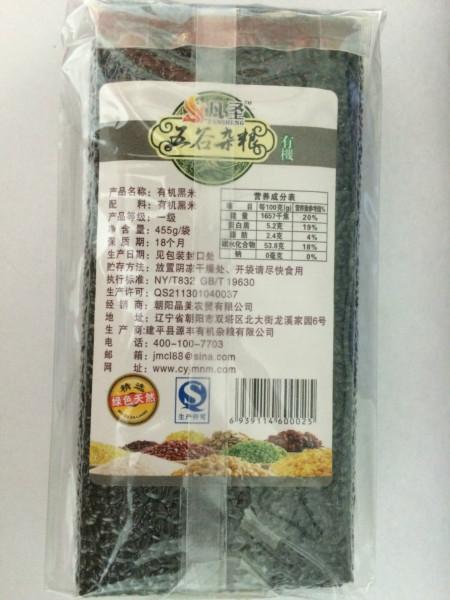 凤圣™
FENGSHENG
五谷杂粮
有機
产品名称：有机黑米
配 料：有机黑米
产品等级：一级
净 含 量：455g/袋
保 质 期：18个月
生产日期：见包装封口处
贮存方法：放置阴凉干燥处、开袋请尽快食用
执行标准：NY/T832 GB/T19630
生产许可：QS211301040037
经 销 商：朝阳晶美农贸有限公司
地 址：辽宁省朝阳市双塔区北大街龙溪家园6号
生 产 商：建平县源丰有机杂粮有限公司
电 话：400-100-7703
邮 箱：jmcl88@sina.com
网 址：www.cymnm.com
营养成分表
项 目 每100克(g) 营养素参考值%
能量 1657千焦 20%
蛋白质 5.2克 19%
脂 肪 2.4克 4%
碳水化合物 53.8克 18%
钠 0毫克 0%
精选
绿色天然
生产许可
6939114600025